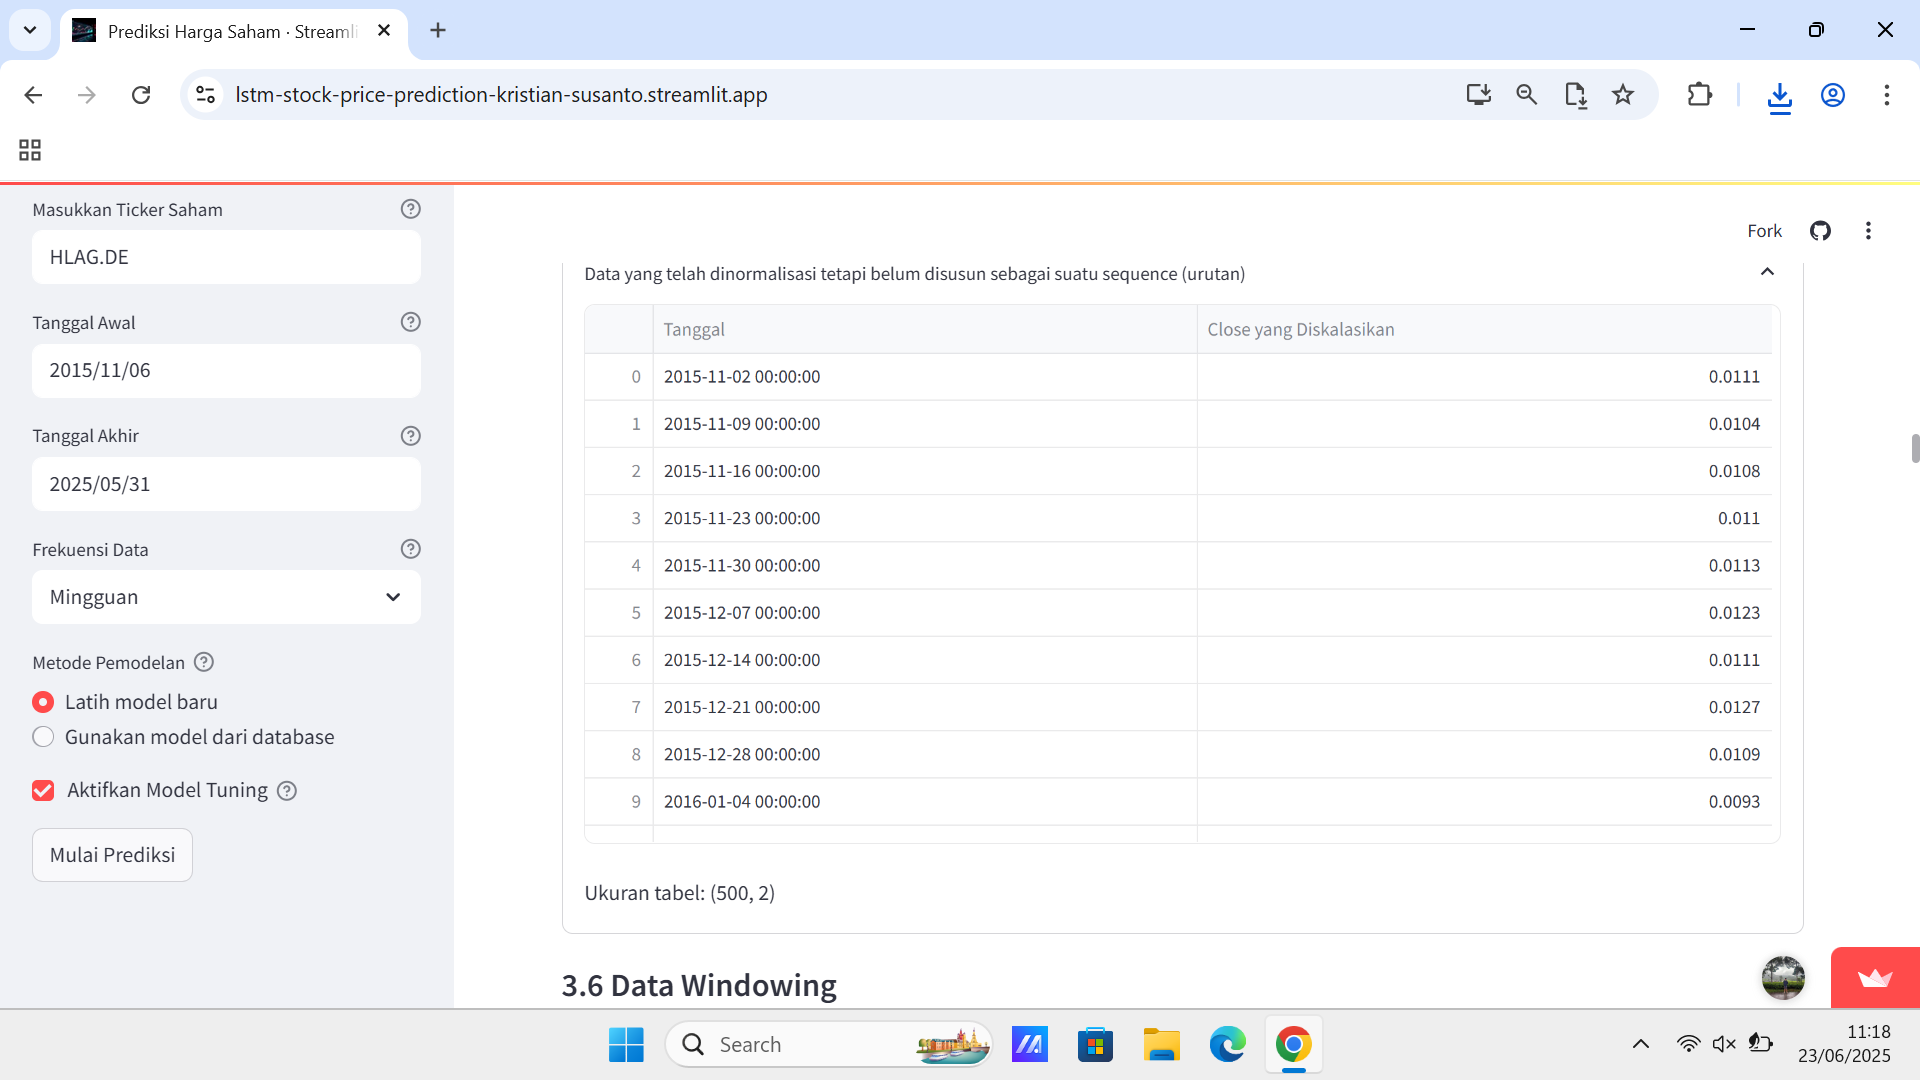 Prediksi Harga Saham · Streamli
lstm-stock-price-prediction-kristian-susanto.streamlit.app
Masukkan Ticker Saham
HLAG.DE
Tanggal Awal
2015/11/06
Tanggal Akhir
2025/05/31
Frekuensi Data
Mingguan
Metode Pemodelan
Latih model baru
Gunakan model dari database
Aktifkan Model Tuning
Mulai Prediksi
Fork
Data yang telah dinormalisasi tetapi belum disusun sebagai suatu sequence (urutan)
Tanggal Close yang Diskalasikan
0 2015-11-02 00:00:00 0.0111
1 2015-11-09 00:00:00 0.0104
2 2015-11-16 00:00:00 0.0108
3 2015-11-23 00:00:00 0.011
4 2015-11-30 00:00:00 0.0113
5 2015-12-07 00:00:00 0.0123
6 2015-12-14 00:00:00 0.0111
7 2015-12-21 00:00:00 0.0127
8 2015-12-28 00:00:00 0.0109
9 2016-01-04 00:00:00 0.0093
Ukuran tabel: (500, 2)
3.6 Data Windowing
Search
11:18
23/06/2025